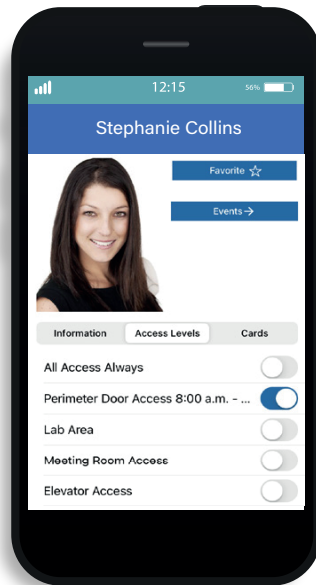 12:15
56%
Stephanie Collins
Favorite ☆
Events →
Information Access Levels Cards
All Access Always
Perimeter Door Access 8:00 a.m. - ...
Lab Area
Meeting Room Access
Elevator Access